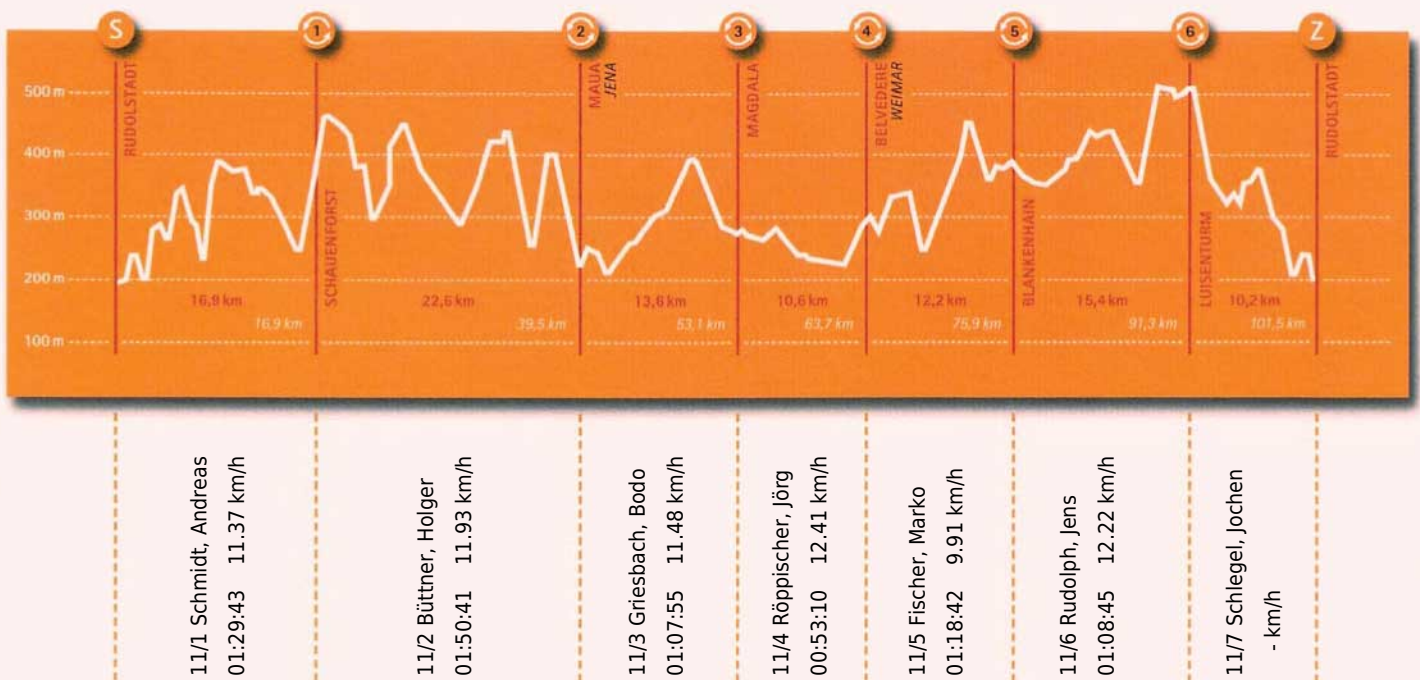 S
1
2
3
4
5
6
Z
500 m
400 m
300 m
200 m
100 m
RUDOLSTADT
SCHAUENFORST
MAUA
JENA
MAGDALA
BELVEDERE
WEIMAR
BLANKENHAIN
LUISENTURM
RUDOLSTADT
16,9 km
22,6 km
13,6 km
10,6 km
12,2 km
15,4 km
10,2 km
16,9 km
39,5 km
53,1 km
63,7 km
75,9 km
91,3 km
101,5 km
11/1 Schmidt, Andreas
01:29:43 11.37 km/h
11/2 Büttner, Holger
01:50:41 11.93 km/h
11/3 Griesbach, Bodo
01:07:55 11.48 km/h
11/4 Röppischer, Jörg
00:53:10 12.41 km/h
11/5 Fischer, Marko
01:18:42 9.91 km/h
11/6 Rudolph, Jens
01:08:45 12.22 km/h
11/7 Schlegel, Jochen
- km/h